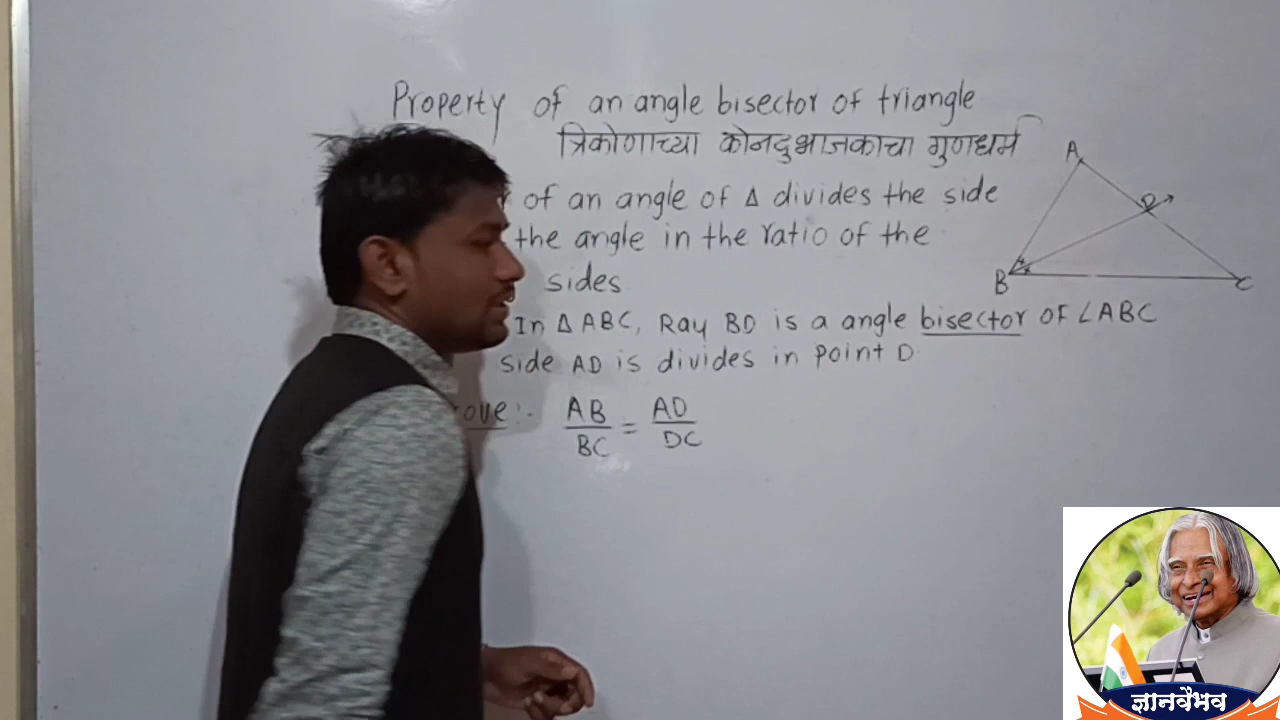 Property of an angle bisector of triangle
त्रिकोणाच्या कोनदुभाजकाचा गुणधर्म
of an angle of Δ divides the side
the angle in the ratio of the
sides
In Δ ABC, Ray BD is a angle bisector OF ∠ABC
side AD is divides in point D
ove :-
AB/BC = AD/DC
A
D
B
C
ज्ञानवैभव